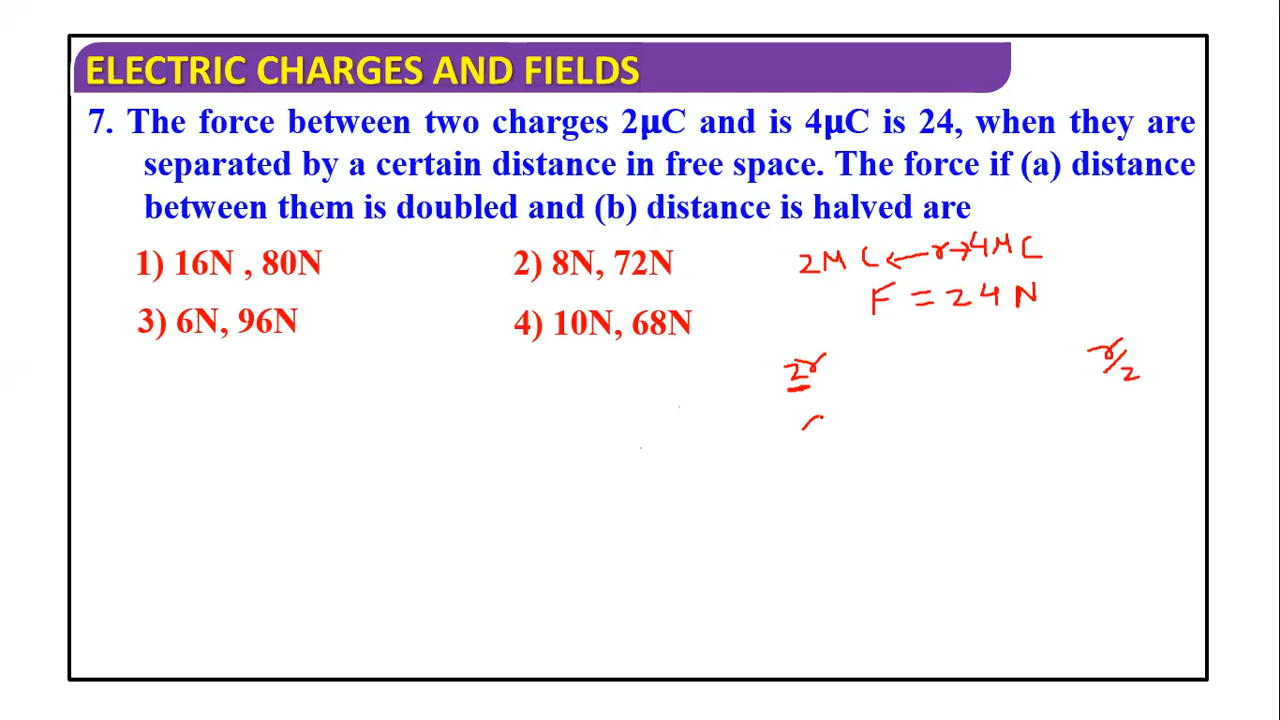 ELECTRIC CHARGES AND FIELDS
7. The force between two charges 2μC and is 4μC is 24, when they are
separated by a certain distance in free space. The force if (a) distance
between them is doubled and (b) distance is halved are
1) 16N , 80N 2) 8N, 72N
3) 6N, 96N 4) 10N, 68N
2M C ← r → 4M C
F = 24 N
2r r/2